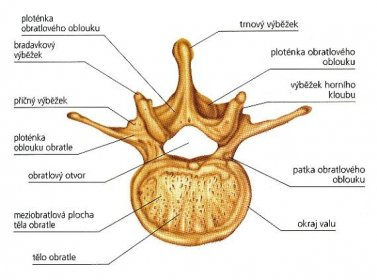 ploténka
obratlového oblouku
bradavkový
výběžek
příčný výběžek
ploténka
oblouku obratle
obratlový otvor
meziobratlová plocha
těla obratle
tělo obratle
trnový výběžek
ploténka obratlového
oblouku
výběžek horního
kloubu
patka obratlového
oblouku
okraj valu